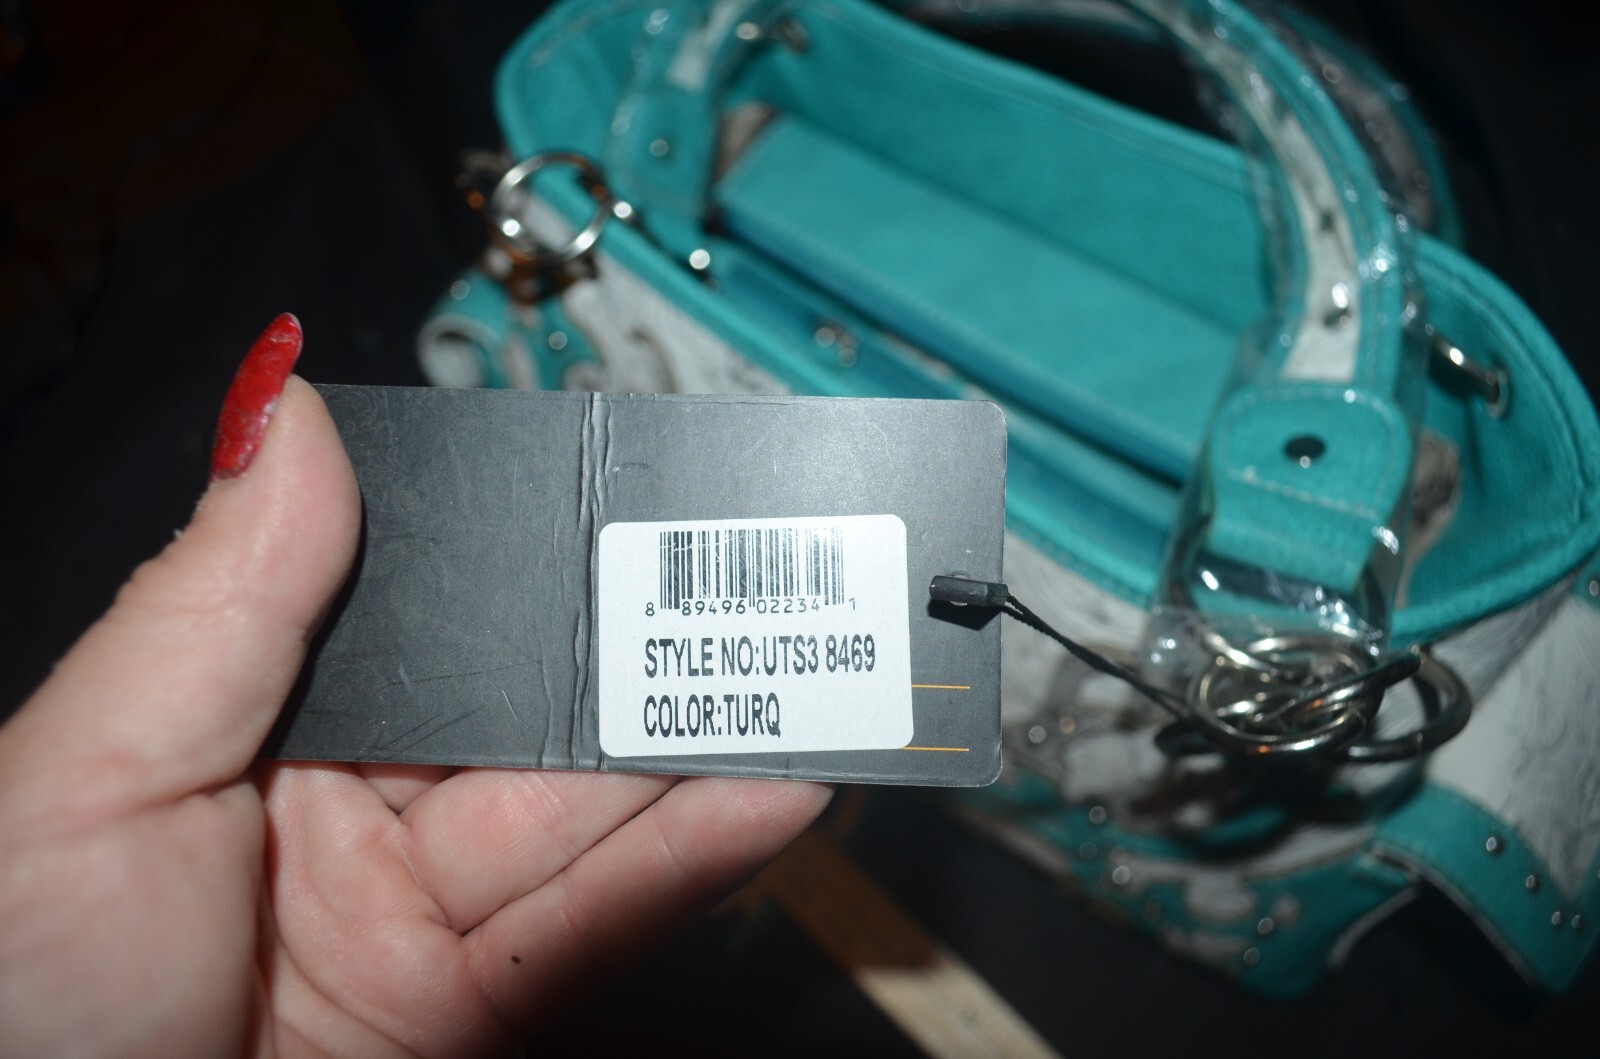 8 89496 02234 1
STYLE NO:UTS3 8469
COLOR:TURQ